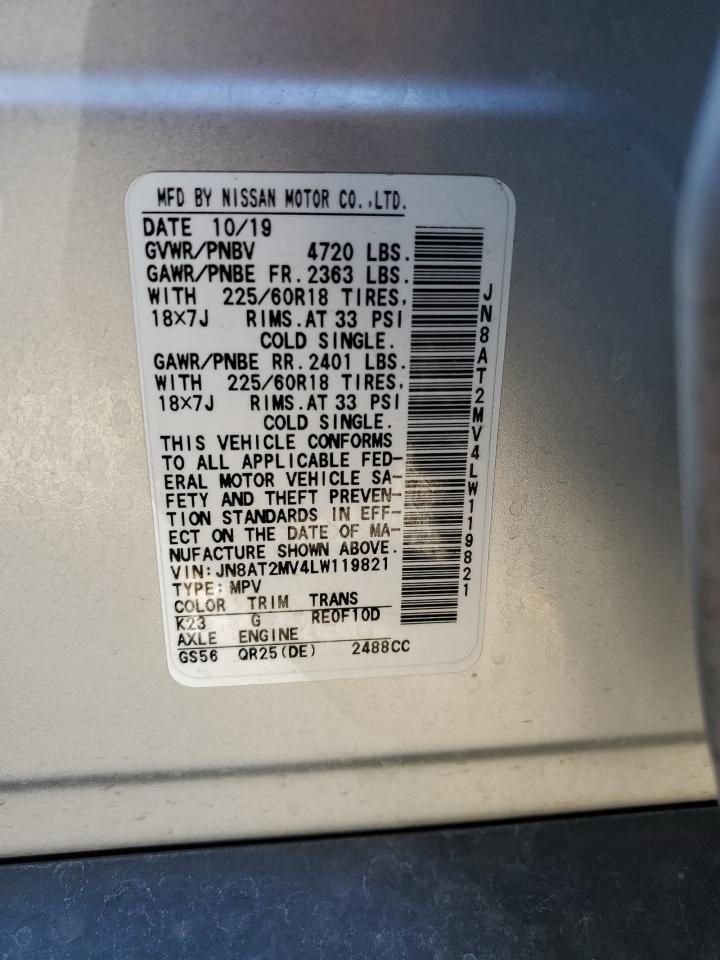 MFD BY NISSAN MOTOR CO.,LTD.
DATE 10/19
GVWR/PNBV 4720 LBS.
GAWR/PNBE FR. 2363 LBS.
WITH 225/60R18 TIRES,
18×7J RIMS.AT 33 PSI
COLD SINGLE.
GAWR/PNBE RR. 2401 LBS.
WITH 225/60R18 TIRES,
18×7J RIMS.AT 33 PSI
COLD SINGLE.
THIS VEHICLE CONFORMS
TO ALL APPLICABLE FED-
ERAL MOTOR VEHICLE SA-
FETY AND THEFT PREVEN-
TION STANDARDS IN EFF-
ECT ON THE DATE OF MA-
NUFACTURE SHOWN ABOVE.
VIN:JN8AT2MV4LW119821
TYPE:MPV
COLOR TRIM TRANS
K23 G RE0F10D
AXLE ENGINE
GS56 QR25(DE) 2488CC
JN8AT2MV4LW119821